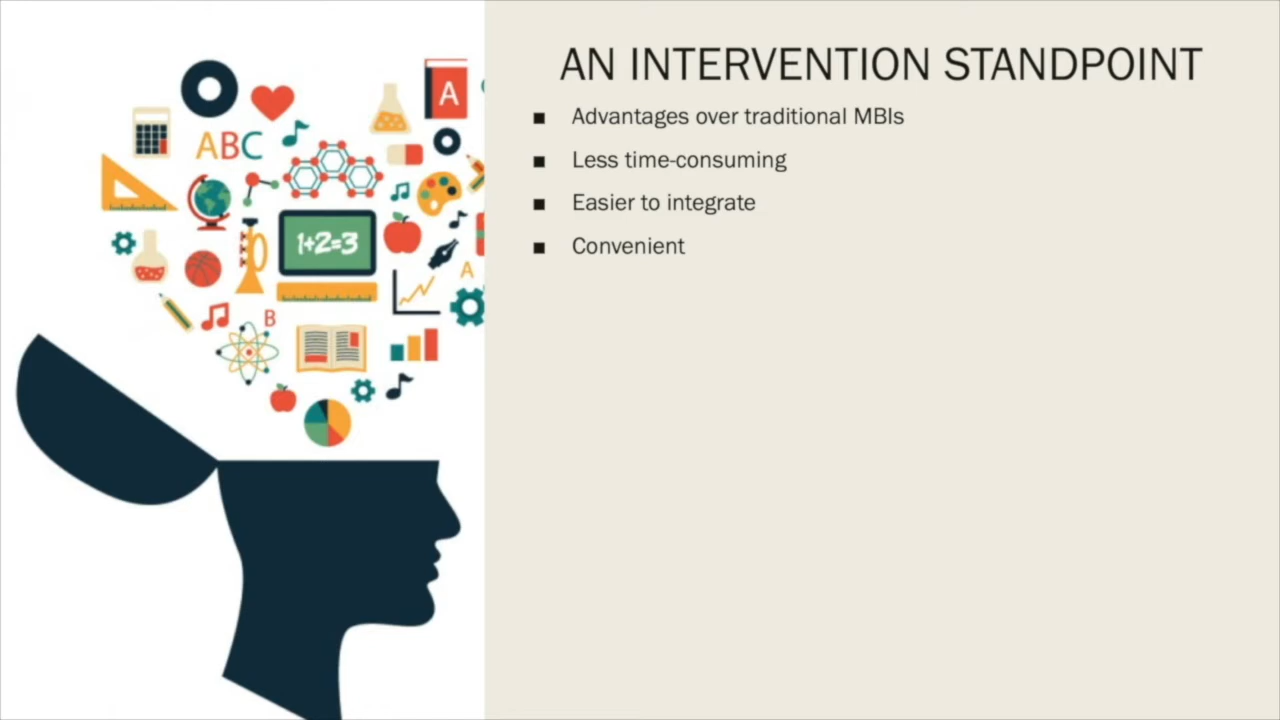 AN INTERVENTION STANDPOINT
Advantages over traditional MBIs
Less time-consuming
Easier to integrate
Convenient
A
ABC
1+2=3
A
B